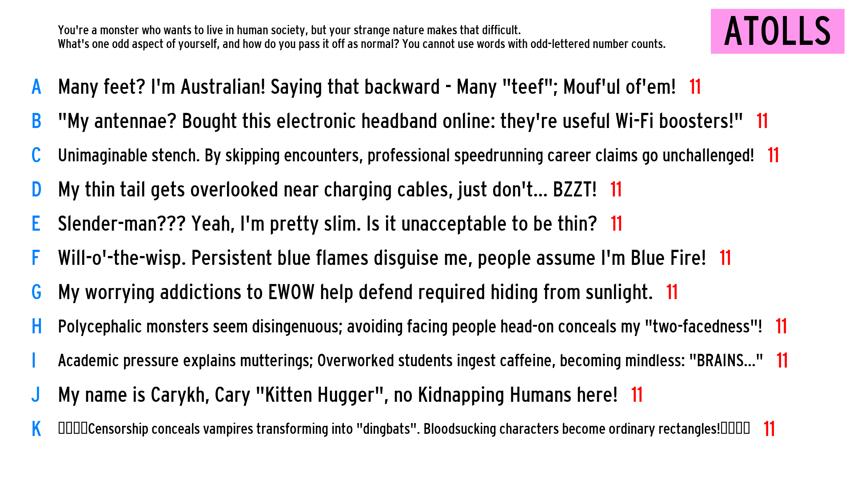 You're a monster who wants to live in human society, but your strange nature makes that difficult.
What's one odd aspect of yourself, and how do you pass it off as normal? You cannot use words with odd-lettered number counts.
ATOLLS
A Many feet? I'm Australian! Saying that backward - Many "teef"; Mouf'ul of'em! 11
B "My antennae? Bought this electronic headband online: they're useful Wi-Fi boosters!" 11
C Unimaginable stench. By skipping encounters, professional speedrunning career claims go unchallenged! 11
D My thin tail gets overlooked near charging cables, just don't... BZZT! 11
E Slender-man??? Yeah, I'm pretty slim. Is it unacceptable to be thin? 11
F Will-o'-the-wisp. Persistent blue flames disguise me, people assume I'm Blue Fire! 11
G My worrying addictions to EWOW help defend required hiding from sunlight. 11
H Polycephalic monsters seem disingenuous; avoiding facing people head-on conceals my "two-facedness"! 11
I Academic pressure explains mutterings; Overworked students ingest caffeine, becoming mindless: "BRAINS..." 11
J My name is Carykh, Cary "Kitten Hugger", no Kidnapping Humans here! 11
K ▯▯▯▯Censorship conceals vampires transforming into "dingbats". Bloodsucking characters become ordinary rectangles!▯▯▯▯ 11